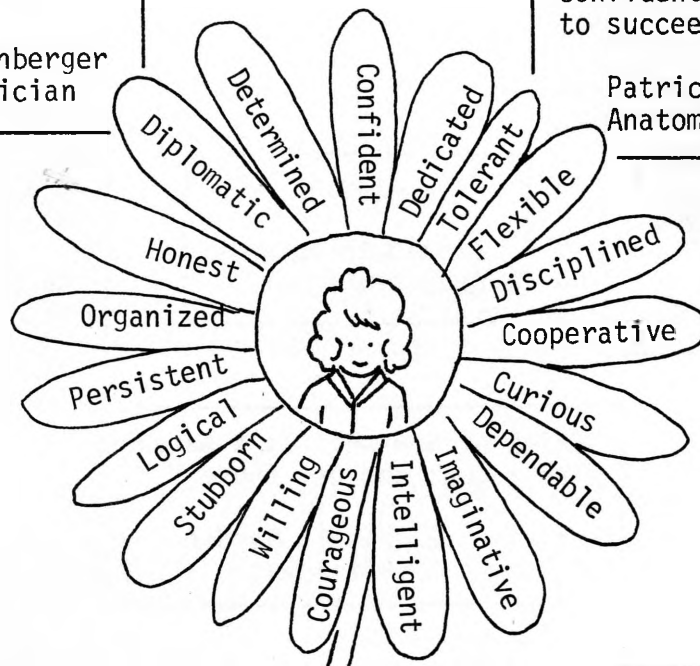 to succee
nberger
ician
Patric
Anatom
Confident
Dedicated
Tolerant
Flexible
Disciplined
Cooperative
Curious
Dependable
Imaginative
Intelligent
Courageous
Willing
Stubborn
Logical
Persistent
Organized
Honest
Diplomatic
Determined